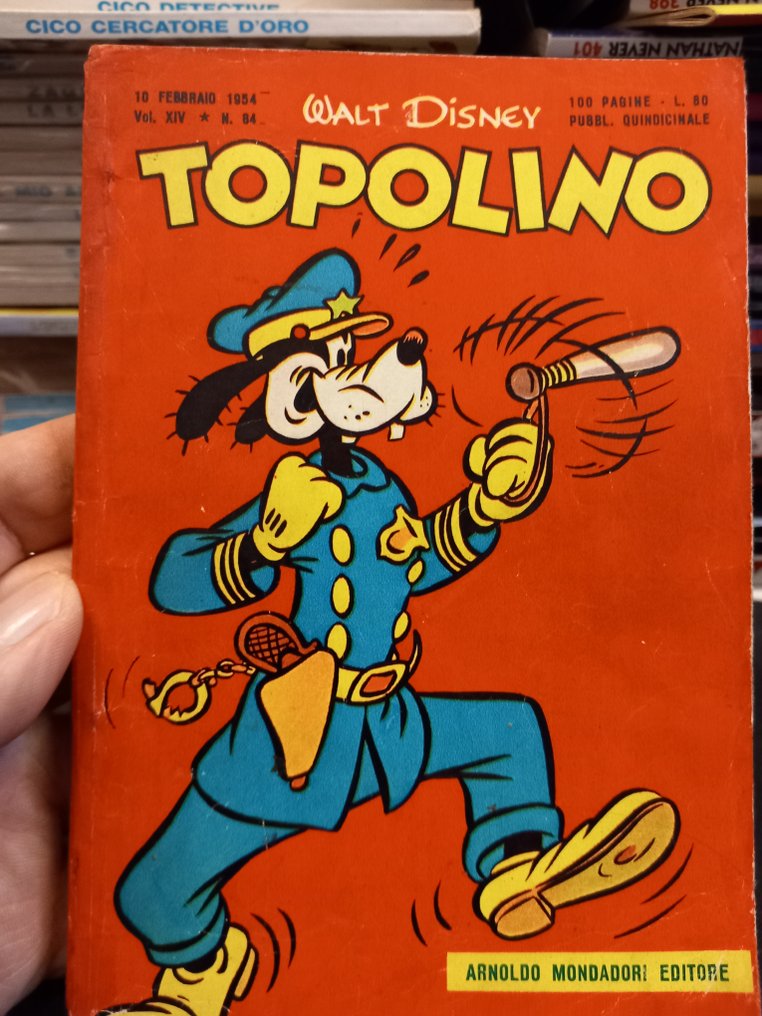 CICO DETECTIVE
CICO CERCATORE D'ORO
NATHAN NEVER 401
398
10 FEBBRAIO 1954
Vol. XIV ★ N. 84
WALT DISNEY
100 PAGINE - L. 80
PUBBL. QUINDICINALE
TOPOLINO
ARNOLDO MONDADORI EDITORE